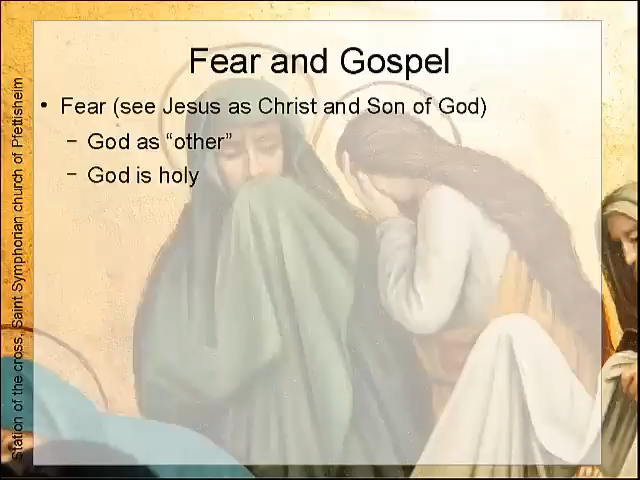 Fear and Gospel
• Fear (see Jesus as Christ and Son of God)
– God as “other”
– God is holy
Station of the cross, Saint Symphorian church of Pfettisheim